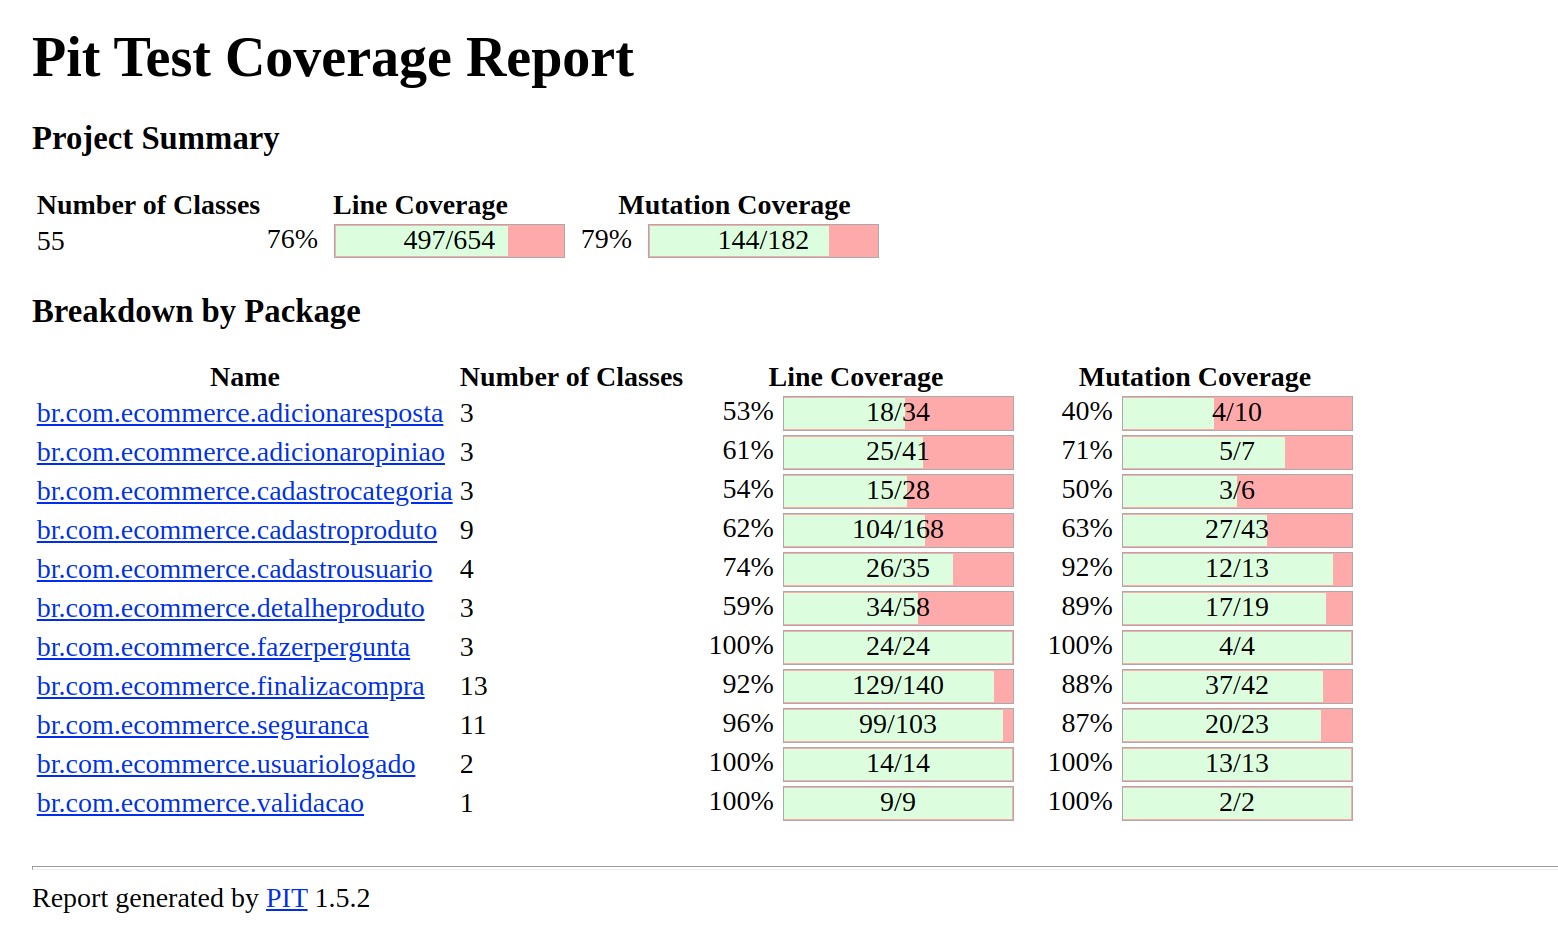 Pit Test Coverage Report
Project Summary
Number of Classes Line Coverage Mutation Coverage
55 76% 497/654 79% 144/182
Breakdown by Package
Name Number of Classes Line Coverage Mutation Coverage
br.com.ecommerce.adicionaresposta 3 53% 18/34 40% 4/10
br.com.ecommerce.adicionaropiniao 3 61% 25/41 71% 5/7
br.com.ecommerce.cadastrocategoria 3 54% 15/28 50% 3/6
br.com.ecommerce.cadastroproduto 9 62% 104/168 63% 27/43
br.com.ecommerce.cadastrousuario 4 74% 26/35 92% 12/13
br.com.ecommerce.detalheproduto 3 59% 34/58 89% 17/19
br.com.ecommerce.fazerpergunta 3 100% 24/24 100% 4/4
br.com.ecommerce.finalizacompra 13 92% 129/140 88% 37/42
br.com.ecommerce.seguranca 11 96% 99/103 87% 20/23
br.com.ecommerce.usuariologado 2 100% 14/14 100% 13/13
br.com.ecommerce.validacao 1 100% 9/9 100% 2/2
Report generated by PIT 1.5.2